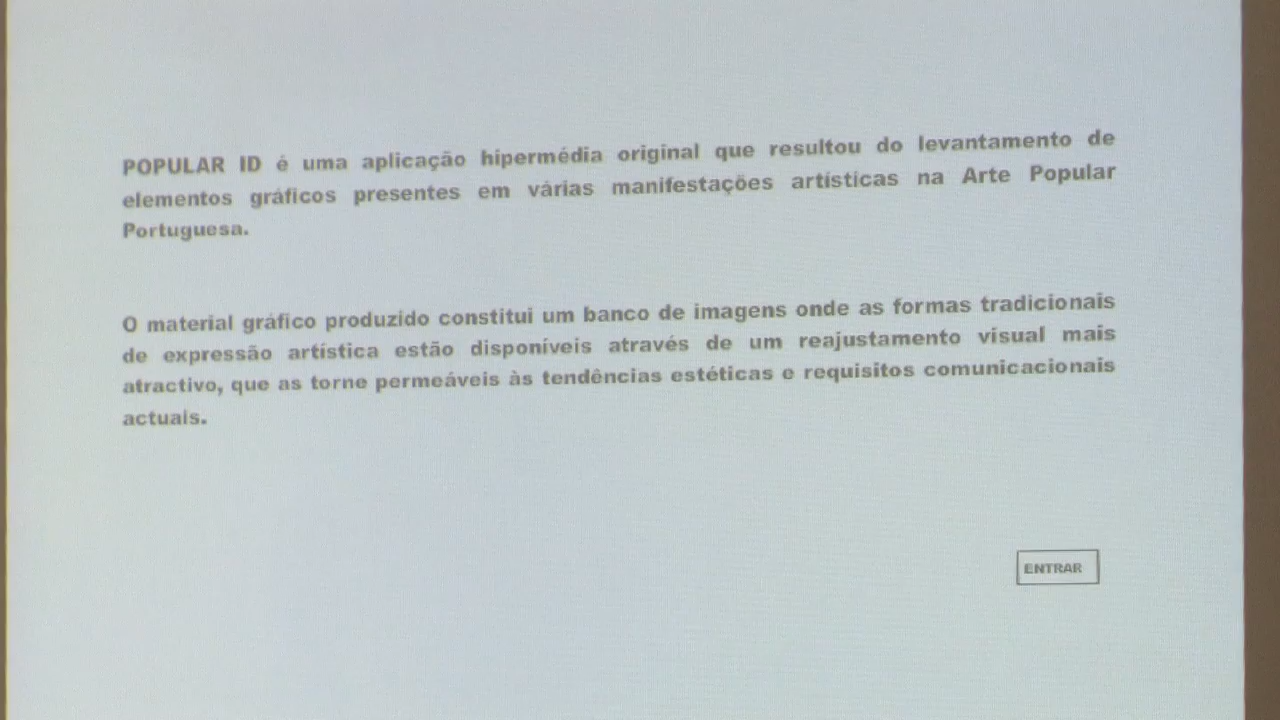 POPULAR ID é uma aplicação hipermédia original que resultou do levantamento de
elementos gráficos presentes em várias manifestações artísticas na Arte Popular
Portuguesa.
O material gráfico produzido constitui um banco de imagens onde as formas tradicionais
de expressão artística estão disponíveis através de um reajustamento visual mais
atractivo, que as torne permeáveis às tendências estéticas e requisitos comunicacionais
actuais.
ENTRAR